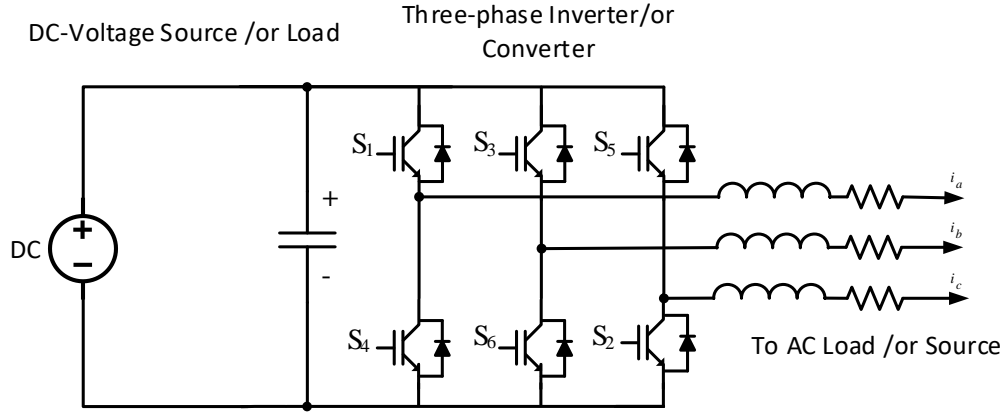 DC-Voltage Source /or Load
Three-phase Inverter/or
Converter
S1
S3
S5
ia
+
+
DC
-
ib
-
ic
S4
S6
S2
To AC Load /or Source